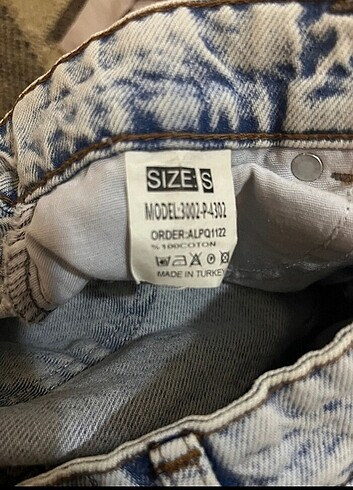 SIZE:S
MODEL:3002-P-4302
ORDER:ALPQ1122
%100COTON
MADE IN TURKEY